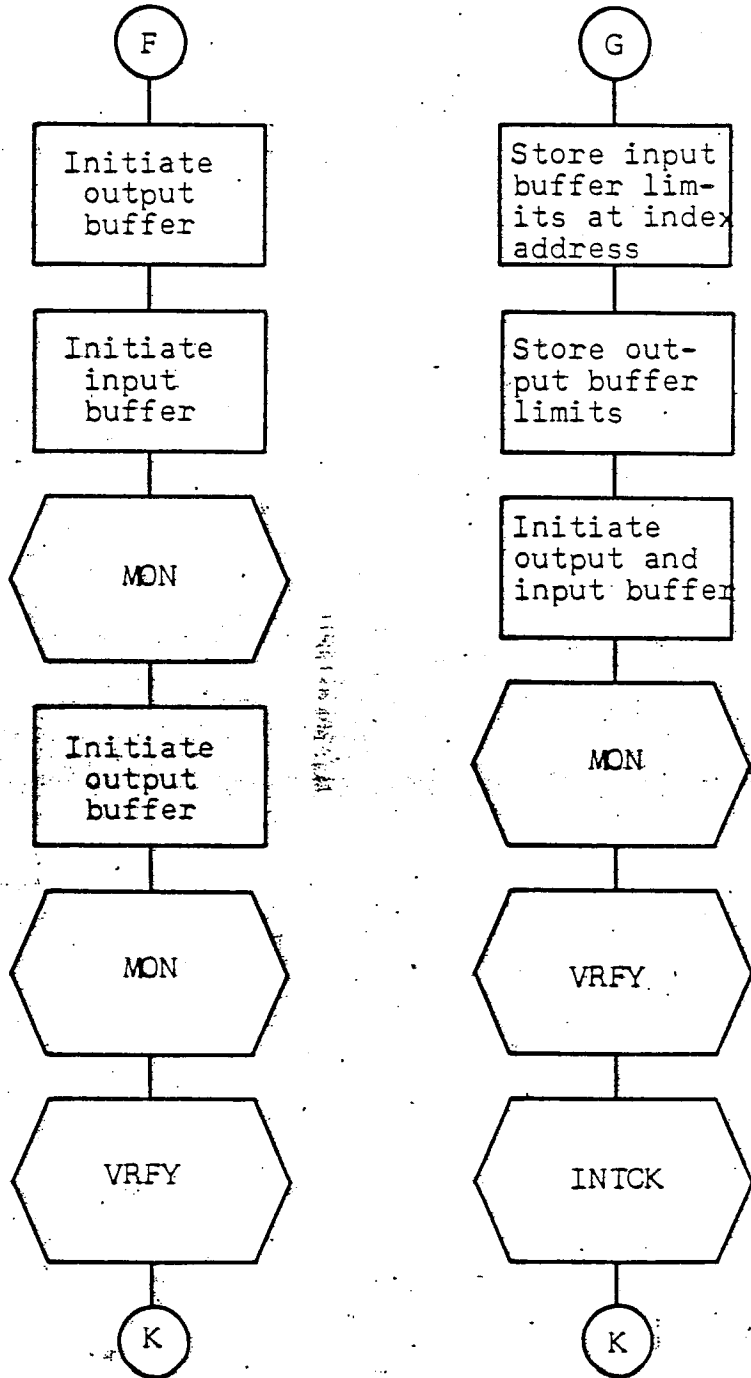 F
Initiate
output
buffer
Initiate
input
buffer
MON
Initiate
output
buffer
MON
VRFY
K
G
Store input
buffer lim-
its at index
address
Store out-
put buffer
limits
Initiate
output and
input buffer
MON
VRFY
INTCK
K